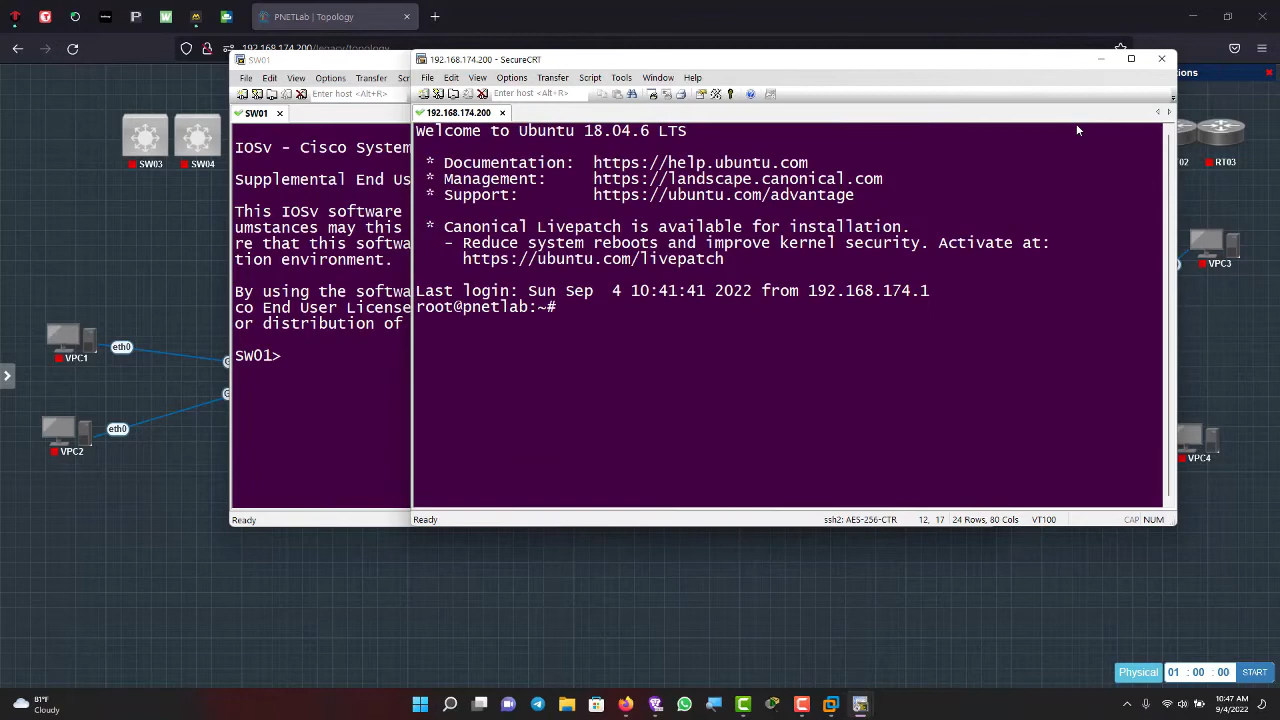 PNETLab | Topology
192.168.174.200/legacy/topology
SW01
192.168.174.200 - SecureCRT
File Edit View Options Transfer Scr
File Edit View Options Transfer Script Tools Window Help
Enter host <Alt+R>
Enter host <Alt+R>
SW01
192.168.174.200
IOSv - Cisco System
Supplemental End Us
This IOSv software
umstances may this
re that this softwa
tion environment.
By using the softwa
co End User License
or distribution of
SW01>
Ready
Welcome to Ubuntu 18.04.6 LTS
* Documentation: https://help.ubuntu.com
* Management: https://landscape.canonical.com
* Support: https://ubuntu.com/advantage
* Canonical Livepatch is available for installation.
- Reduce system reboots and improve kernel security. Activate at:
https://ubuntu.com/livepatch
Last login: Sun Sep 4 10:41:41 2022 from 192.168.174.1
root@pnetlab:~#
Ready
ssh2: AES-256-CTR 12, 17 24 Rows, 80 Cols VT100 CAP NUM
SW03
SW04
VPC1
eth0
VPC2
eth0
tions
T02
RT03
VPC3
VPC4
Physical 01 : 00 : 00 START
81°F
Cloudy
10:47 AM
9/4/2022